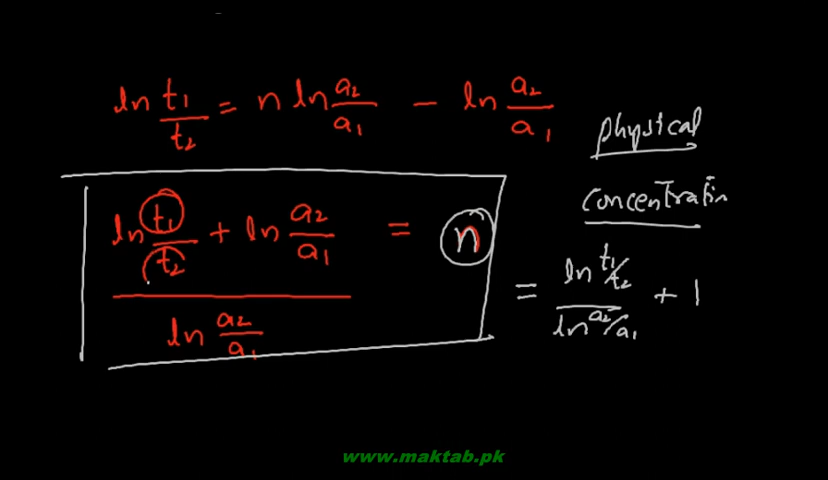 ln t1/t2 = n ln a2/a1 - ln a2/a1
physical
concentratin
(ln t1/t2 + ln a2/a1) / (ln a2/a1) = n
= (ln t1/t2) / (ln a2/a1) + 1
www.maktab.pk